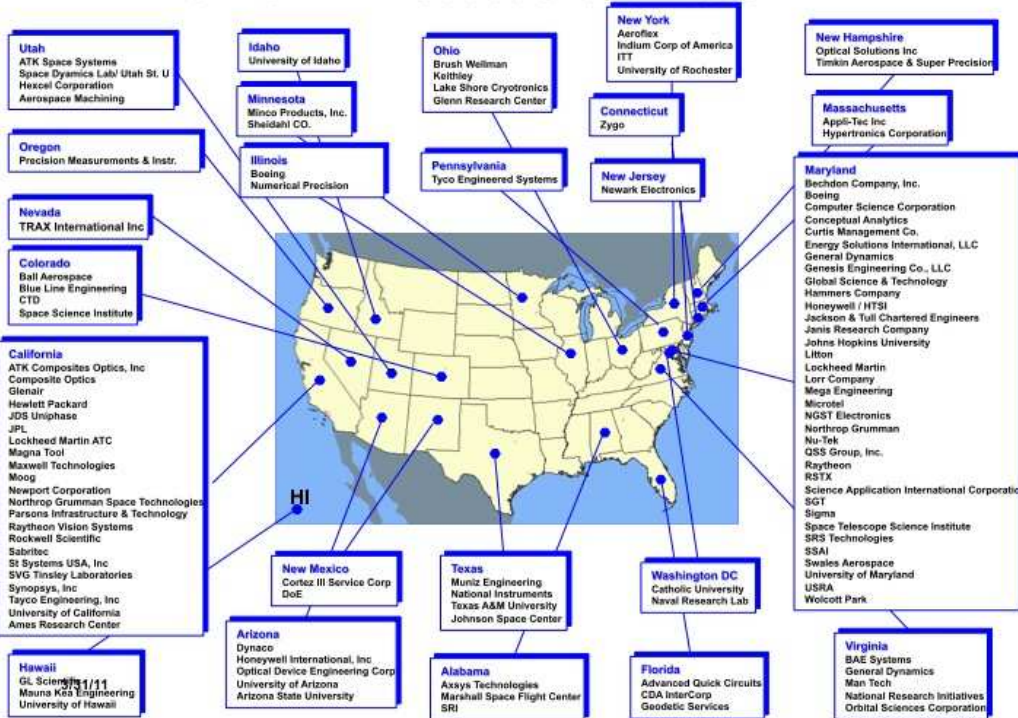 Utah
ATK Space Systems
Space Dyamics Lab/ Utah St. U
Hexcel Corporation
Aerospace Machining
Idaho
University of Idaho
Minnesota
Minco Products, Inc.
Sheidahl CO.
Ohio
Brush Wellman
Keithley
Lake Shore Cryotronics
Glenn Research Center
New York
Aeroflex
Indium Corp of America
ITT
University of Rochester
New Hampshire
Optical Solutions Inc
Timkin Aerospace & Super Precision
Connecticut
Zygo
Massachusetts
Appli-Tec Inc
Hypertronics Corporation
Oregon
Precision Measurements & Instr.
Illinois
Boeing
Numerical Precision
Pennsylvania
Tyco Engineered Systems
New Jersey
Newark Electronics
Nevada
TRAX International Inc
Colorado
Ball Aerospace
Blue Line Engineering
CTD
Space Science Institute
Maryland
Bechdon Company, Inc.
Boeing
Computer Science Corporation
Conceptual Analytics
Curtis Management Co.
Energy Solutions International, LLC
General Dynamics
Genesis Engineering Co., LLC
Global Science & Technology
Hammers Company
Honeywell / HTSI
Jackson & Tull Chartered Engineers
Janis Research Company
Johns Hopkins University
Litton
Lockheed Martin
Lorr Company
Mega Engineering
Microtel
NGST Electronics
Northrop Grumman
Nu-Tek
QSS Group, Inc.
Raytheon
RSTX
Science Application International Corporatio
SGT
Sigma
Space Telescope Science Institute
SRS Technologies
SSAI
Swales Aerospace
University of Maryland
USRA
Wolcott Park
California
ATK Composites Optics, Inc
Composite Optics
Glenair
Hewlett Packard
JDS Uniphase
JPL
Lockheed Martin ATC
Magna Tool
Maxwell Technologies
Moog
Newport Corporation
Northrop Grumman Space Technologies
Parsons Infrastructure & Technology
Raytheon Vision Systems
Rockwell Scientific
Sabritec
St Systems USA, Inc
SVG Tinsley Laboratories
Synopsys, Inc
Tayco Engineering, Inc
University of California
Ames Research Center
HI
New Mexico
Cortez III Service Corp
DoE
Texas
Muniz Engineering
National Instruments
Texas A&M University
Johnson Space Center
Washington DC
Catholic University
Naval Research Lab
Arizona
Dynaco
Honeywell International, Inc
Optical Device Engineering Corp
University of Arizona
Arizona State University
Alabama
Axsys Technologies
Marshall Space Flight Center
SRI
Florida
Advanced Quick Circuits
CDA InterCorp
Geodetic Services
Virginia
BAE Systems
General Dynamics
Man Tech
National Research Initiatives
Orbital Sciences Corporation
Hawaii
GL Scientific
3/31/11
Mauna Kea Engineering
University of Hawaii